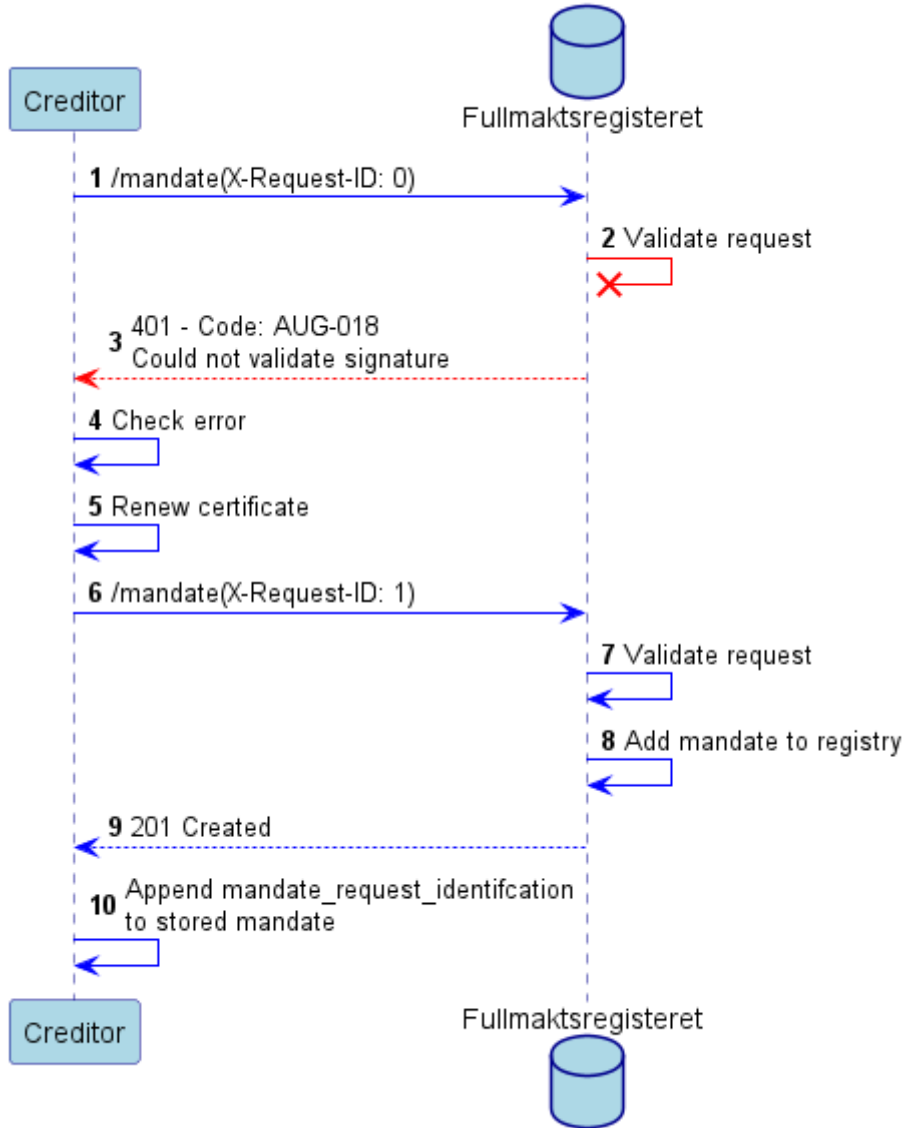 Creditor
Fullmaktsregisteret
1 /mandate(X-Request-ID: 0)
2 Validate request
3 401 - Code: AUG-018
Could not validate signature
4 Check error
5 Renew certificate
6 /mandate(X-Request-ID: 1)
7 Validate request
8 Add mandate to registry
9 201 Created
10 Append mandate_request_identifcation
to stored mandate
Creditor
Fullmaktsregisteret